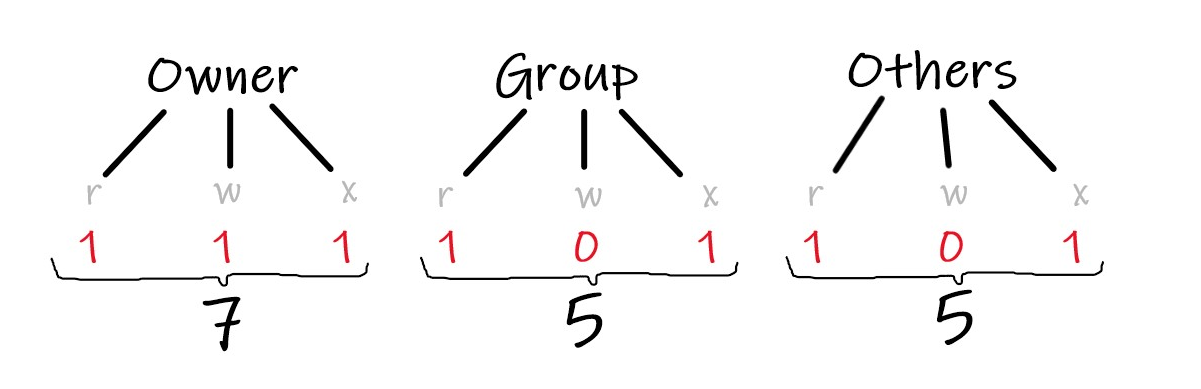 Owner Group Others
r w x r w x r w x
1 1 1 1 0 1 1 0 1
7 5 5